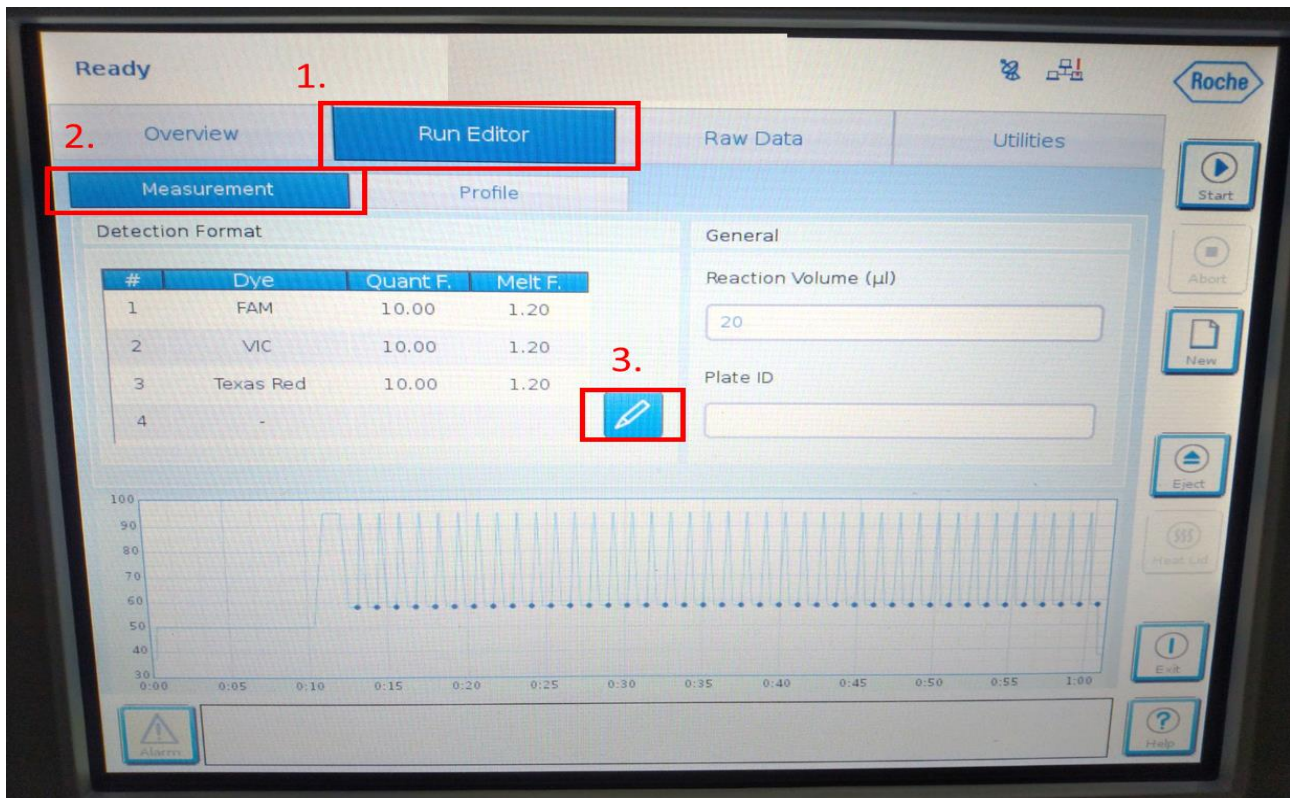 Ready
1.
Roche
2.
Overview
Run Editor
Raw Data
Utilities
Measurement
Profile
Start
Detection Format
General
# Dye Quant F. Melt F.
Reaction Volume (µl)
Abort
1 FAM 10.00 1.20
20
2 VIC 10.00 1.20
3.
New
3 Texas Red 10.00 1.20
Plate ID
4 -
Eject
100
90
80
70
60
50
40
30
Heat Lid
0:00 0:05 0:10 0:15 0:20 0:25 0:30 0:35 0:40 0:45 0:50 0:55 1:00
Exit
Alarm
Help